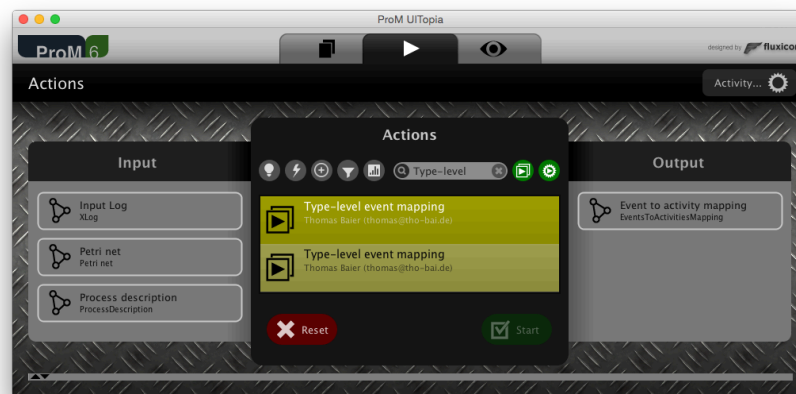 ProM UITopia
ProM 6
designed by fluxicon
Actions
Activity...
Actions
Input
Output
Type-level
Input Log
XLog
Petri net
Petri net
Process description
ProcessDescription
Type-level event mapping
Thomas Baier (thomas@tho-bai.de)
Type-level event mapping
Thomas Baier (thomas@tho-bai.de)
Event to activity mapping
EventsToActivitiesMapping
Reset
Start